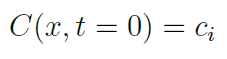 C(x, t = 0) = c_i